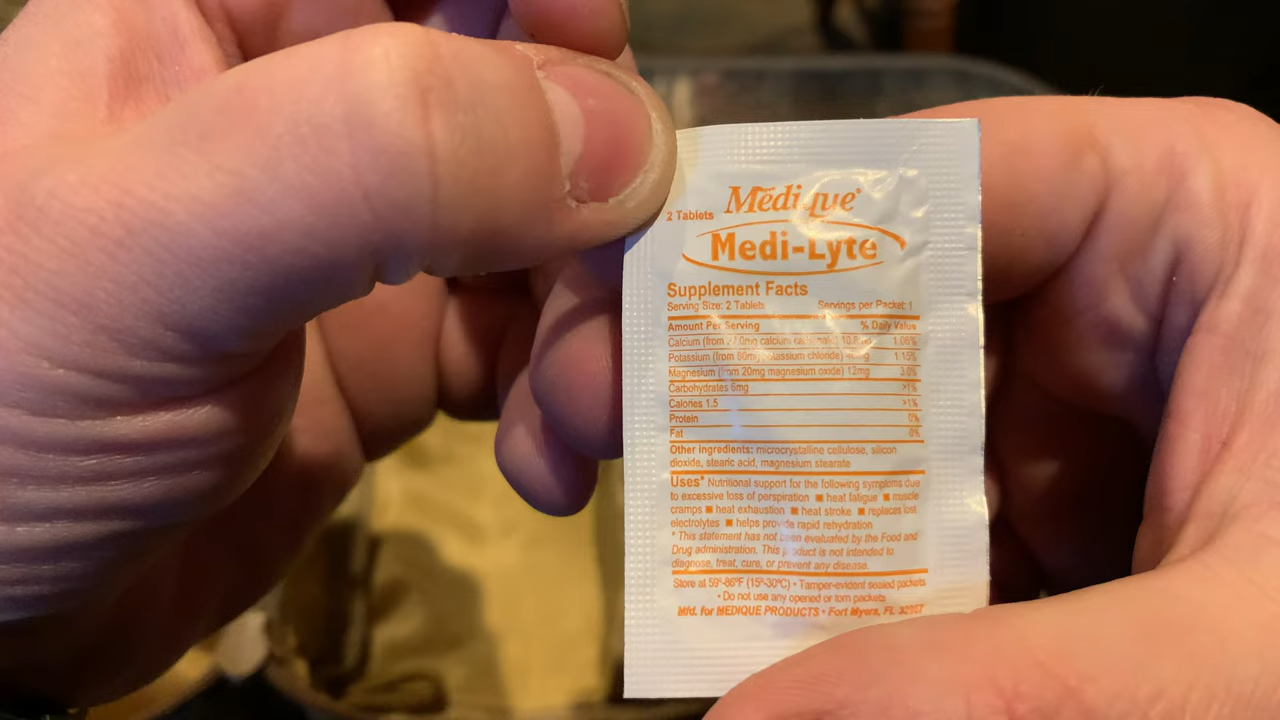 Mēdique®
2 Tablets
Medi-Lyte
Supplement Facts
Serving Size: 2 Tablets Servings per Packet: 1
Amount Per Serving % Daily Value
Calcium (from calcium 1.08%
Potassium (from 80mg potassium chloride) 1.15%
Magnesium (from 20mg magnesium oxide) 12mg 3.0%
Carbohydrates 6mg >1%
Calories 1.5 >1%
Protein 0%
Fat 0%
Other ingredients: microcrystalline cellulose, silicon
dioxide, stearic acid, magnesium stearate
Uses* Nutritional support for the following symptoms due
to excessive loss of perspiration ■ heat fatigue ■ muscle
cramps ■ heat exhaustion ■ heat stroke ■ replaces lost
electrolytes ■ helps provide rapid rehydration
* This statement has not been evaluated by the Food and
Drug administration. This product is not intended to
diagnose, treat, cure, or prevent any disease.
Store at 59º-86ºF (15º-30ºC) • Tamper-evident sealed packets
• Do not use any opened or torn packets
Mfd. for MEDIQUE PRODUCTS • Fort Myers, FL